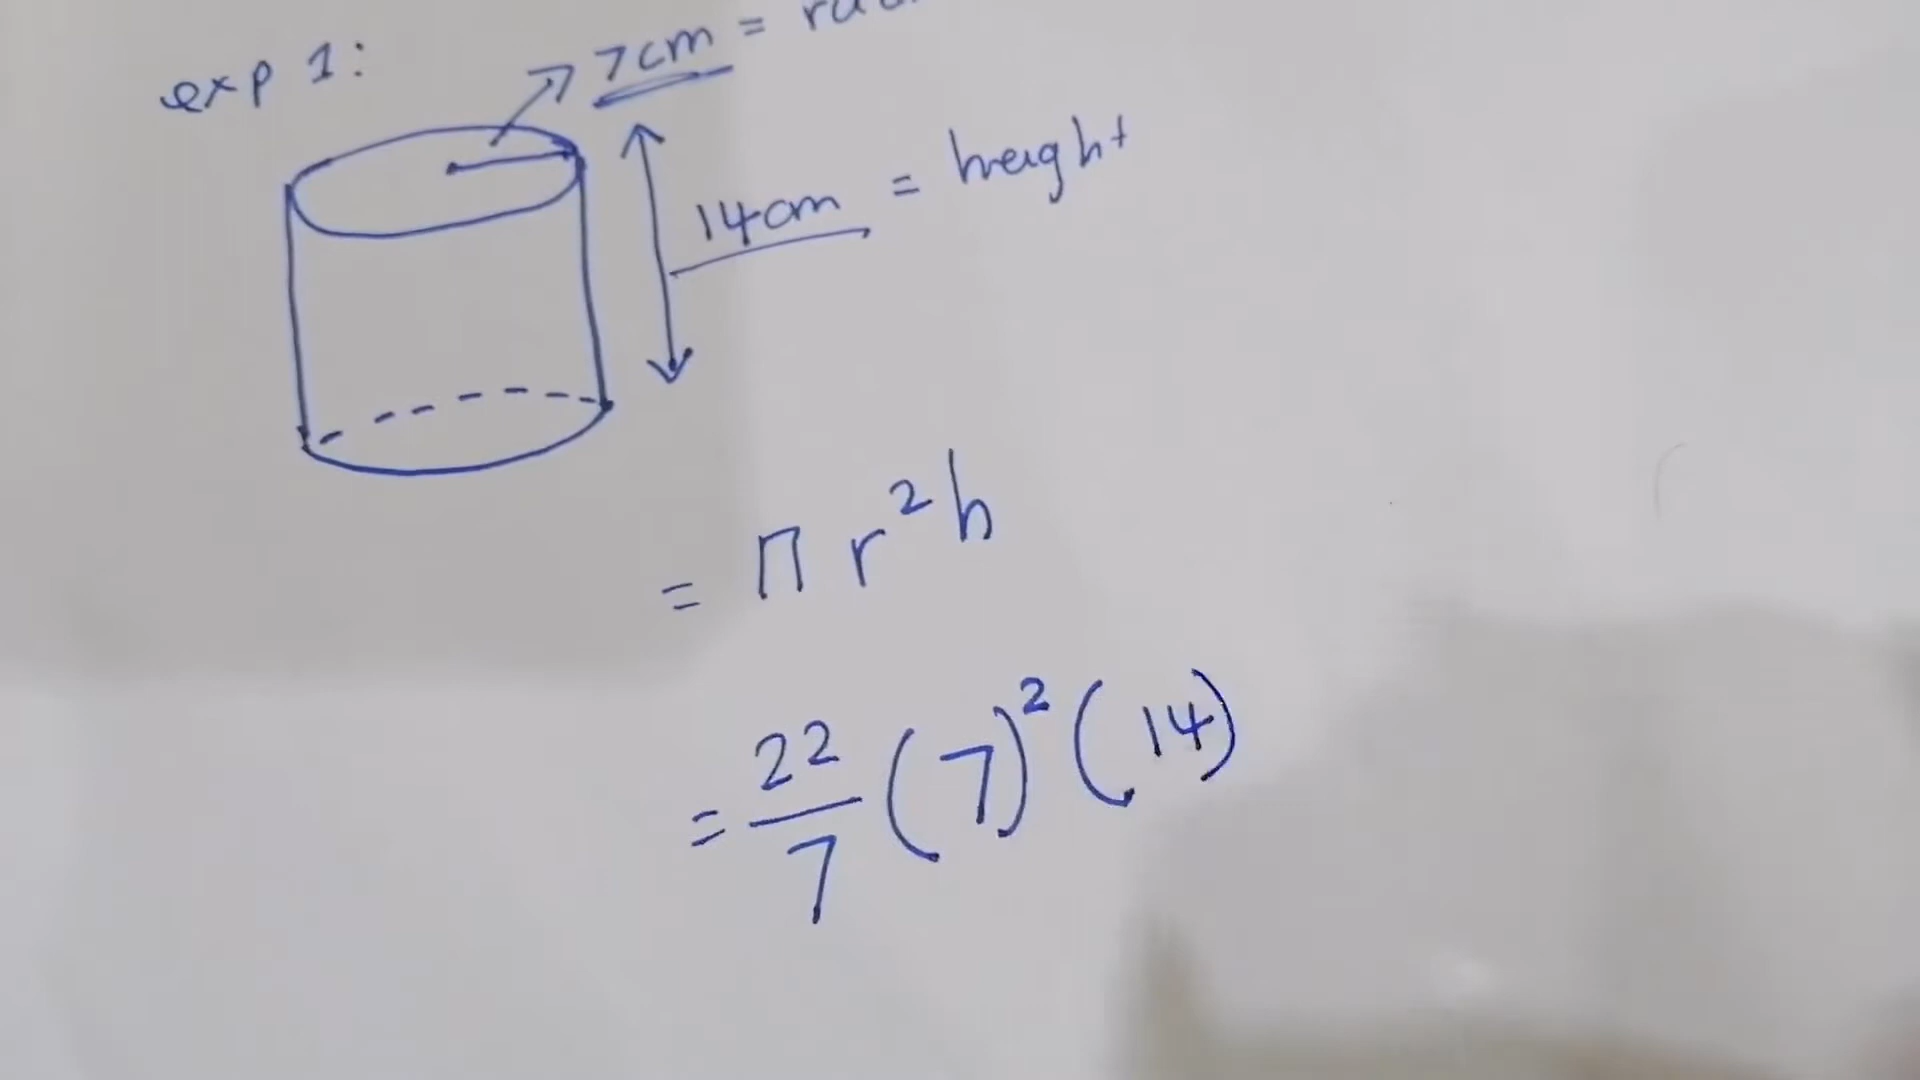 exp 1:
7cm =
14cm = height
= π r²h
= 22/7 (7)² (14)